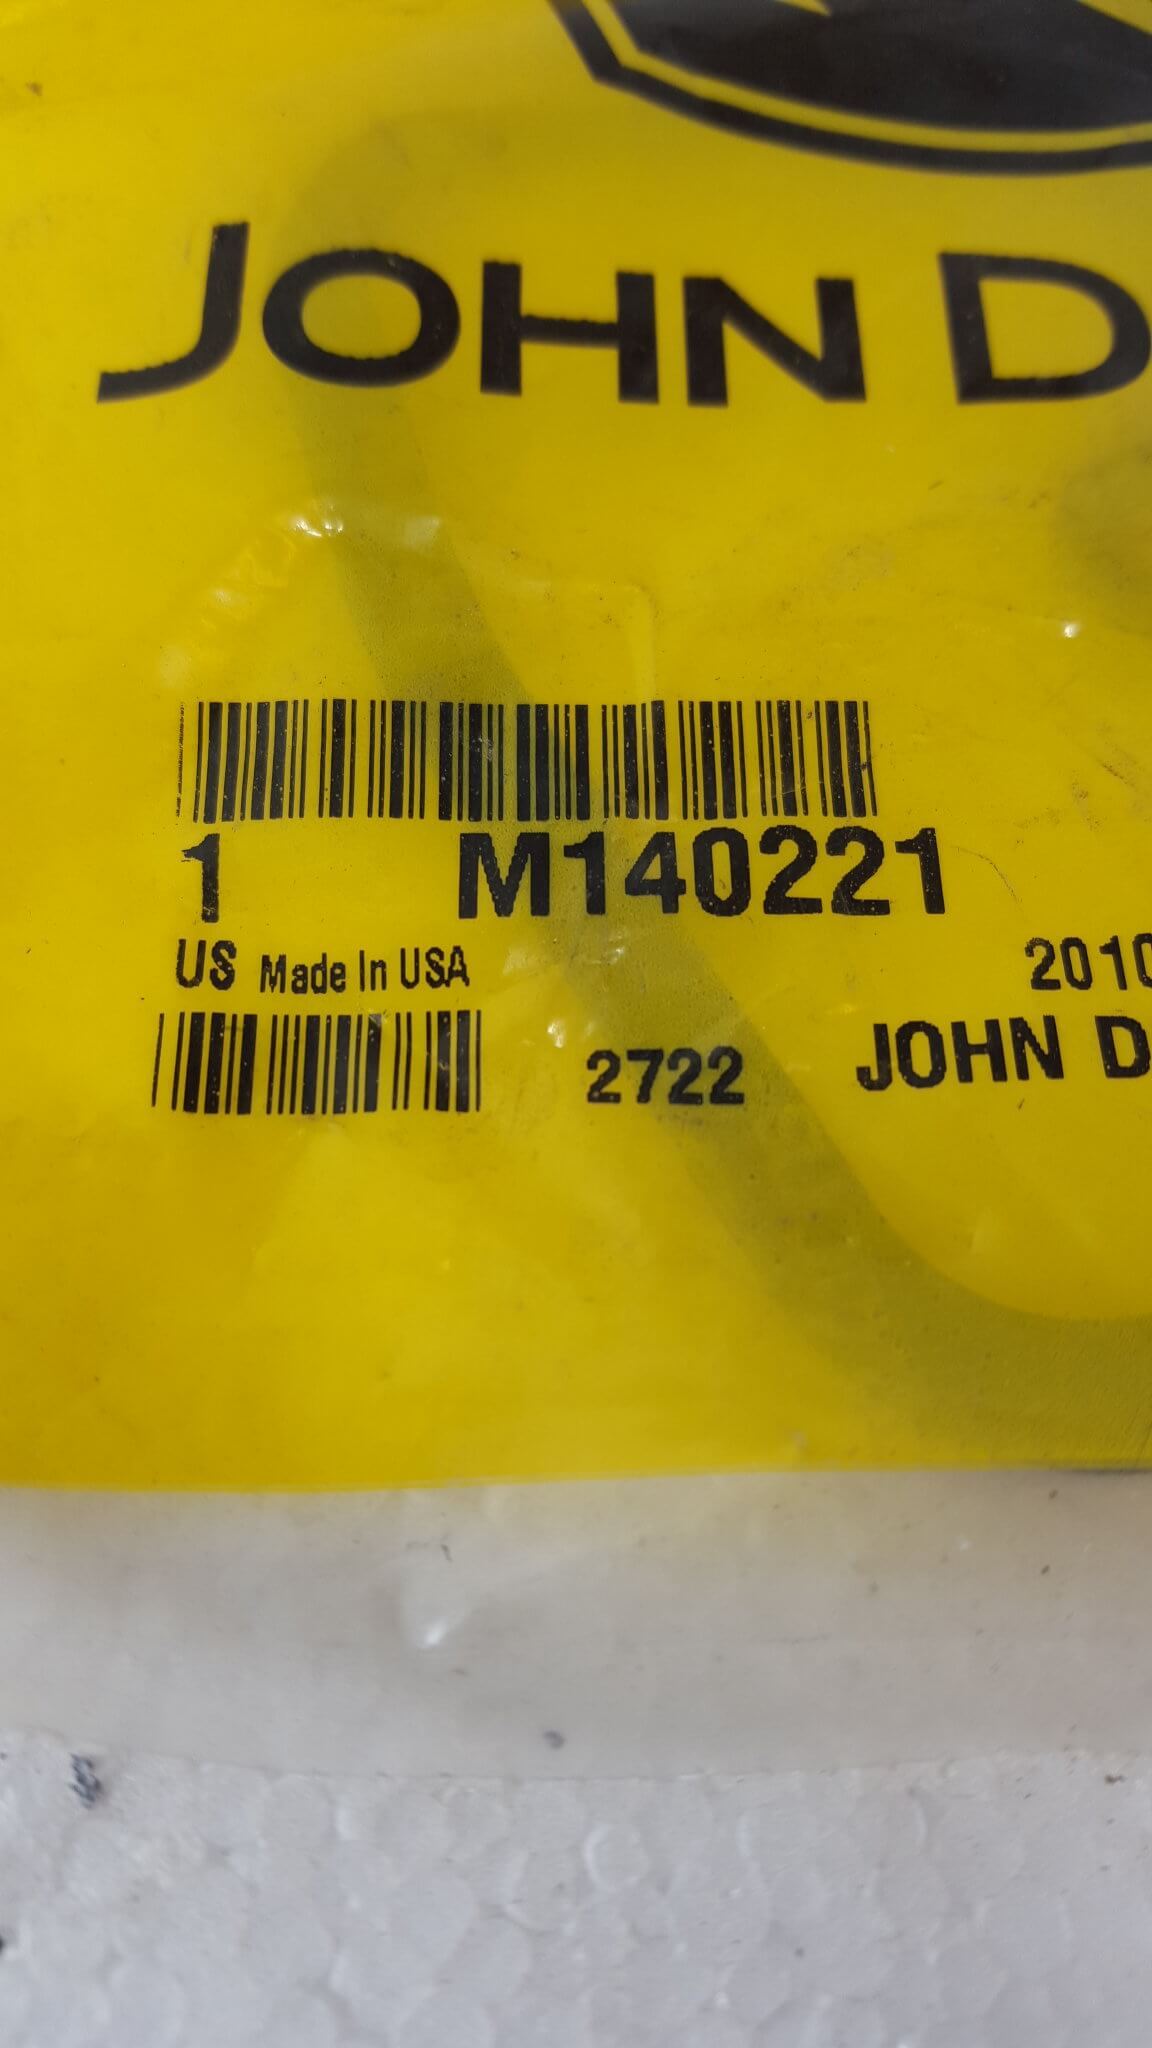 JOHN D
1 M140221
US Made In USA 2010
2722 JOHN D